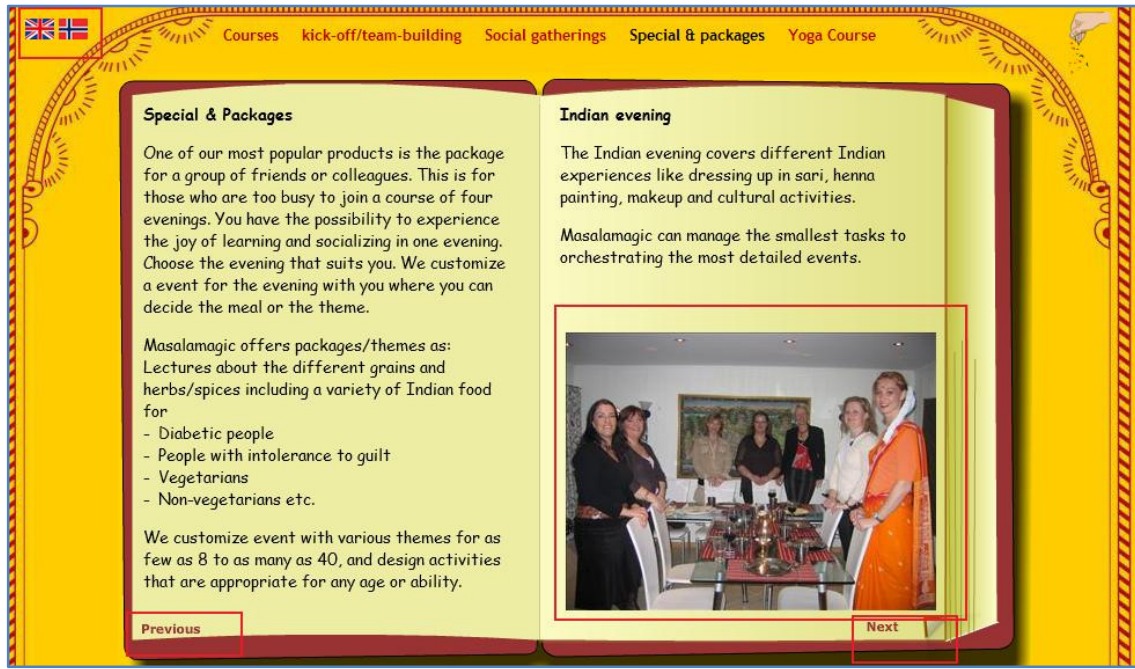 Courses kick-off/team-building Social gatherings Special & packages Yoga Course
Special & Packages
One of our most popular products is the package
for a group of friends or colleagues. This is for
those who are too busy to join a course of four
evenings. You have the possibility to experience
the joy of learning and socializing in one evening.
Choose the evening that suits you. We customize
a event for the evening with you where you can
decide the meal or the theme.
Masalamagic offers packages/themes as:
Lectures about the different grains and
herbs/spices including a variety of Indian food
for
- Diabetic people
- People with intolerance to guilt
- Vegetarians
- Non-vegetarians etc.
We customize event with various themes for as
few as 8 to as many as 40, and design activities
that are appropriate for any age or ability.
Previous
Indian evening
The Indian evening covers different Indian
experiences like dressing up in sari, henna
painting, makeup and cultural activities.
Masalamagic can manage the smallest tasks to
orchestrating the most detailed events.
Next